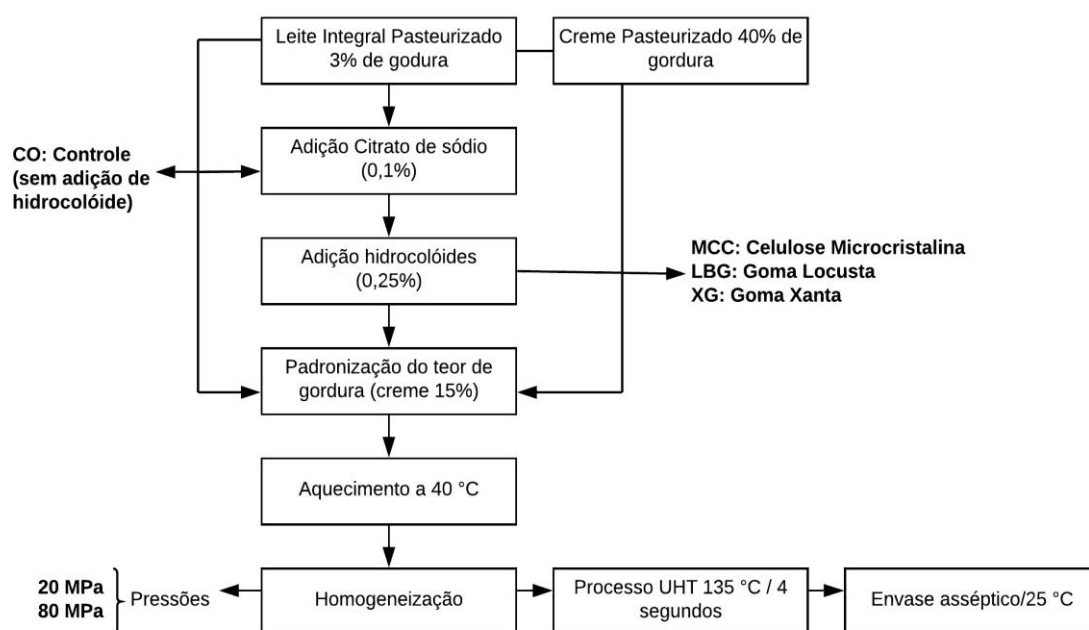 Leite Integral Pasteurizado
3% de godura
Creme Pasteurizado 40% de
gordura
Adição Citrato de sódio
(0,1%)
CO: Controle
(sem adição de
hidrocolóide)
Adição hidrocolóides
(0,25%)
MCC: Celulose Microcristalina
LBG: Goma Locusta
XG: Goma Xanta
Padronização do teor de
gordura (creme 15%)
Aquecimento a 40 °C
20 MPa
80 MPa
Pressões
Homogeneização
Processo UHT 135 °C / 4
segundos
Envase asséptico/25 °C